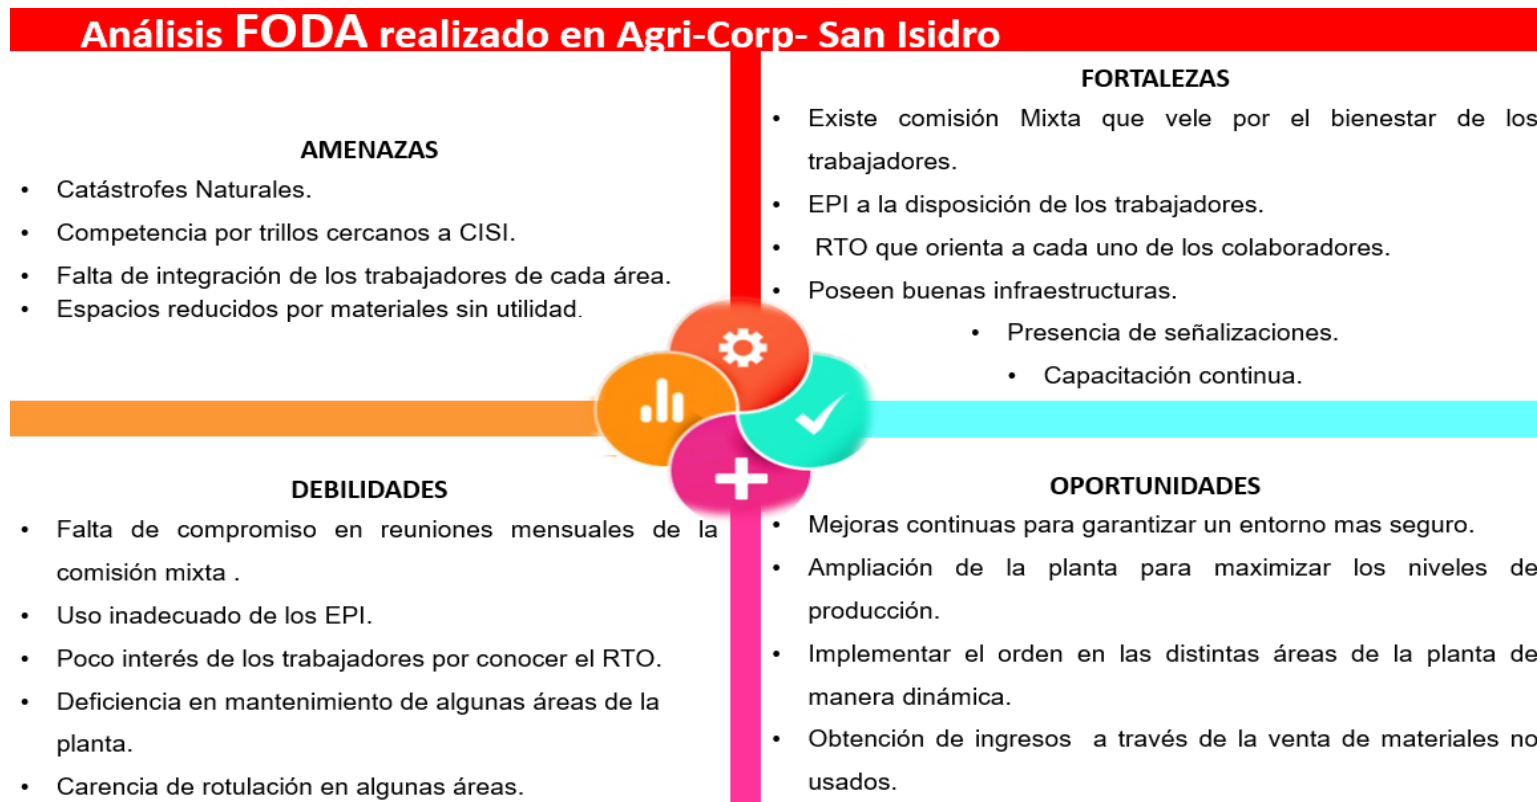 Análisis FODA realizado en Agri-Corp- San Isidro
AMENAZAS
• Catástrofes Naturales.
• Competencia por trillos cercanos a CISI.
• Falta de integración de los trabajadores de cada área.
• Espacios reducidos por materiales sin utilidad.
FORTALEZAS
• Existe comisión Mixta que vele por el bienestar de los
trabajadores.
• EPI a la disposición de los trabajadores.
• RTO que orienta a cada uno de los colaboradores.
• Poseen buenas infraestructuras.
• Presencia de señalizaciones.
• Capacitación continua.
DEBILIDADES
• Falta de compromiso en reuniones mensuales de la
comisión mixta .
• Uso inadecuado de los EPI.
• Poco interés de los trabajadores por conocer el RTO.
• Deficiencia en mantenimiento de algunas áreas de la
planta.
• Carencia de rotulación en algunas áreas.
OPORTUNIDADES
• Mejoras continuas para garantizar un entorno mas seguro.
• Ampliación de la planta para maximizar los niveles de
producción.
• Implementar el orden en las distintas áreas de la planta de
manera dinámica.
• Obtención de ingresos a través de la venta de materiales no
usados.